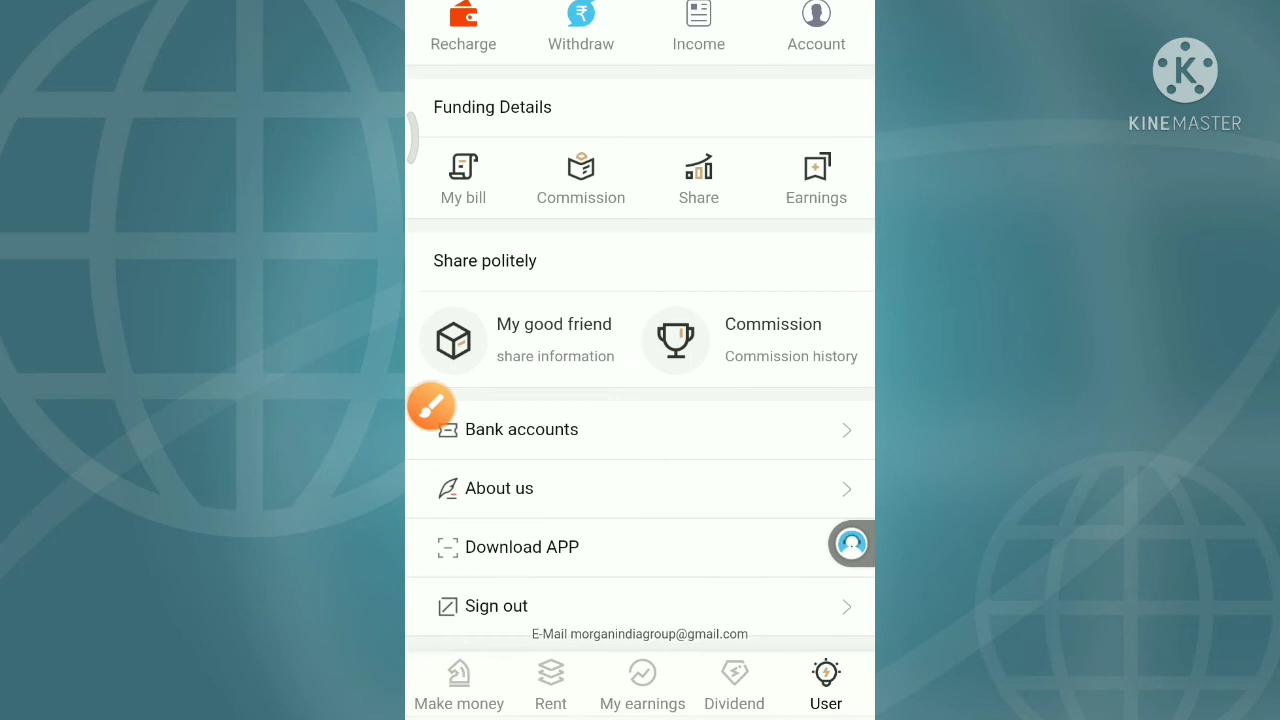 Recharge Withdraw Income Account
KINEMASTER
Funding Details
My bill Commission Share Earnings
Share politely
My good friend Commission
share information Commission history
Bank accounts
About us
Download APP
Sign out
E-Mail morganindiagroup@gmail.com
Make money Rent My earnings Dividend User